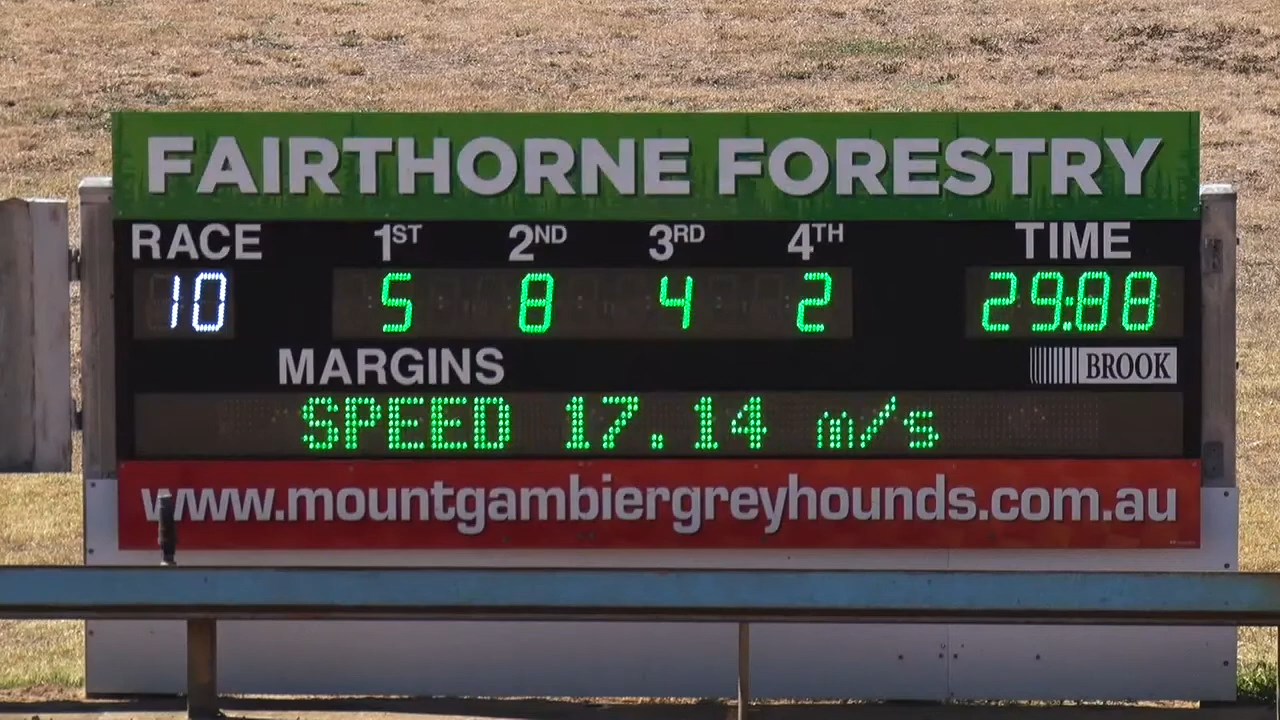 FAIRTHORNE FORESTRY
RACE 1ST 2ND 3RD 4TH TIME
10 5 8 4 2 29:88
MARGINS BROOK
SPEED 17.14 m/s
www.mountgambiergreyhounds.com.au